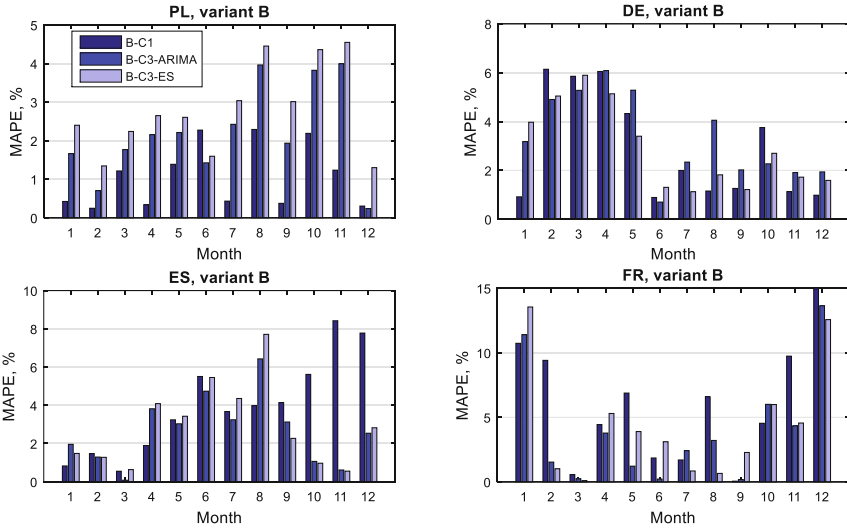 PL, variant B
5
4
3
2
1
0
MAPE, %
B-C1
B-C3-ARIMA
B-C3-ES
1 2 3 4 5 6 7 8 9 10 11 12
Month
DE, variant B
8
6
4
2
0
MAPE, %
1 2 3 4 5 6 7 8 9 10 11 12
Month
ES, variant B
10
8
6
4
2
0
MAPE, %
1 2 3 4 5 6 7 8 9 10 11 12
Month
FR, variant B
15
10
5
0
MAPE, %
1 2 3 4 5 6 7 8 9 10 11 12
Month